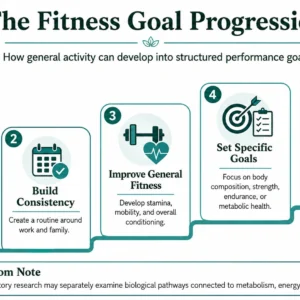 The Fitness Goal Progressio
How general activity can develop into structured performance goa
2
Build
Consistency
Create a routine around
work and family.
3
Improve General
Fitness
Develop stamina,
mobility, and overall
conditioning.
4
Set Specific
Goals
Focus on body
composition, strength,
endurance, or
metabolic health.
om Note
tory research may separately examine biological pathways connected to metabolism, energy